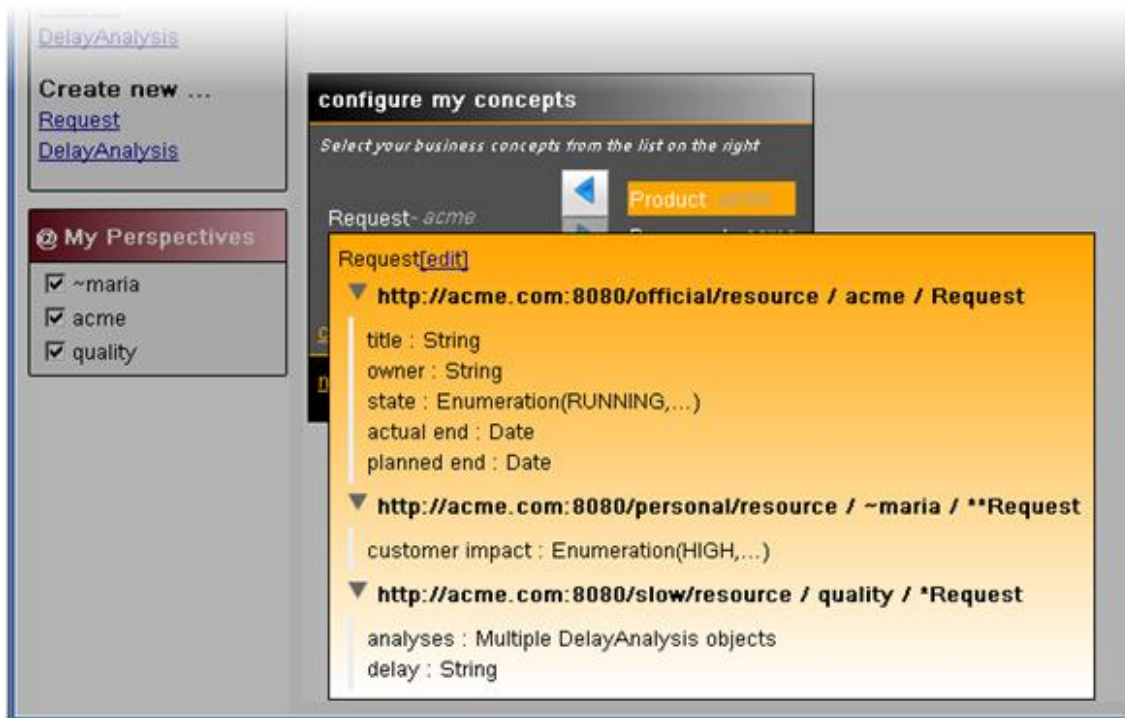 DelayAnalysis
Create new ...
Request
DelayAnalysis
@ My Perspectives
~maria
acme
quality
configure my concepts
Select your business concepts from the list on the right
Request- acme
Product
Request[edit]
http://acme.com:8080/official/resource / acme / Request
title : String
owner : String
state : Enumeration(RUNNING,...)
actual end : Date
planned end : Date
http://acme.com:8080/personal/resource / ~maria / **Request
customer impact : Enumeration(HIGH,...)
http://acme.com:8080/slow/resource / quality / *Request
analyses : Multiple DelayAnalysis objects
delay : String